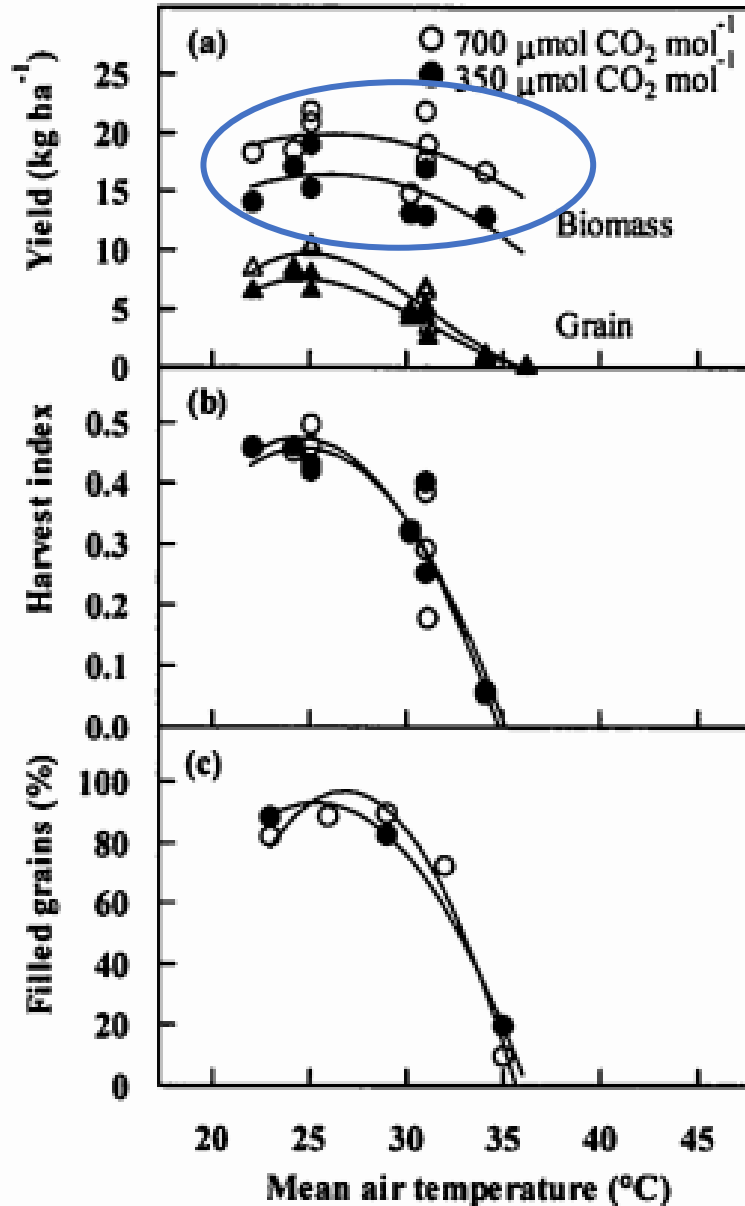 (a)
700 μmol CO₂ mol⁻¹
350 μmol CO₂ mol⁻¹
Yield (kg ha⁻¹)
25
20
15
10
5
0
Biomass
Grain
(b)
Harvest index
0.5
0.4
0.3
0.2
0.1
0.0
(c)
Filled grains (%)
100
80
60
40
20
0
20 25 30 35 40 45
Mean air temperature (°C)